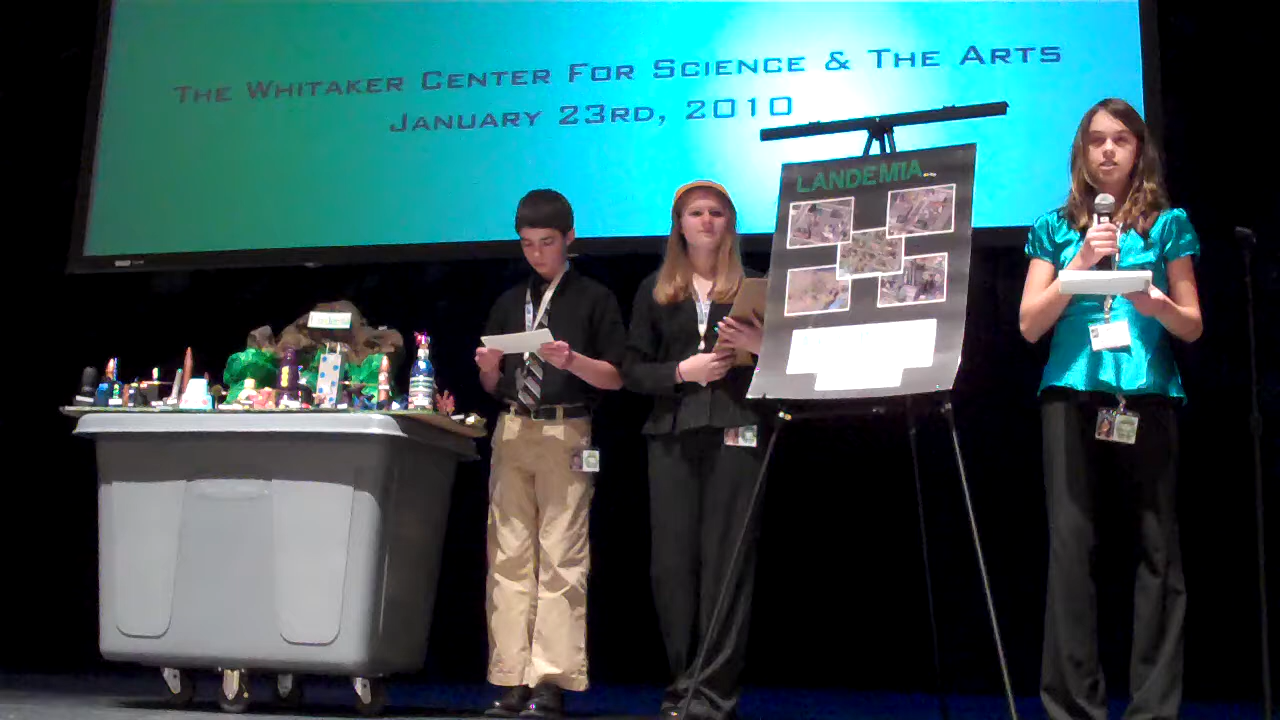 The Whitaker Center For Science & The Arts
January 23rd, 2010
LANDEMIA